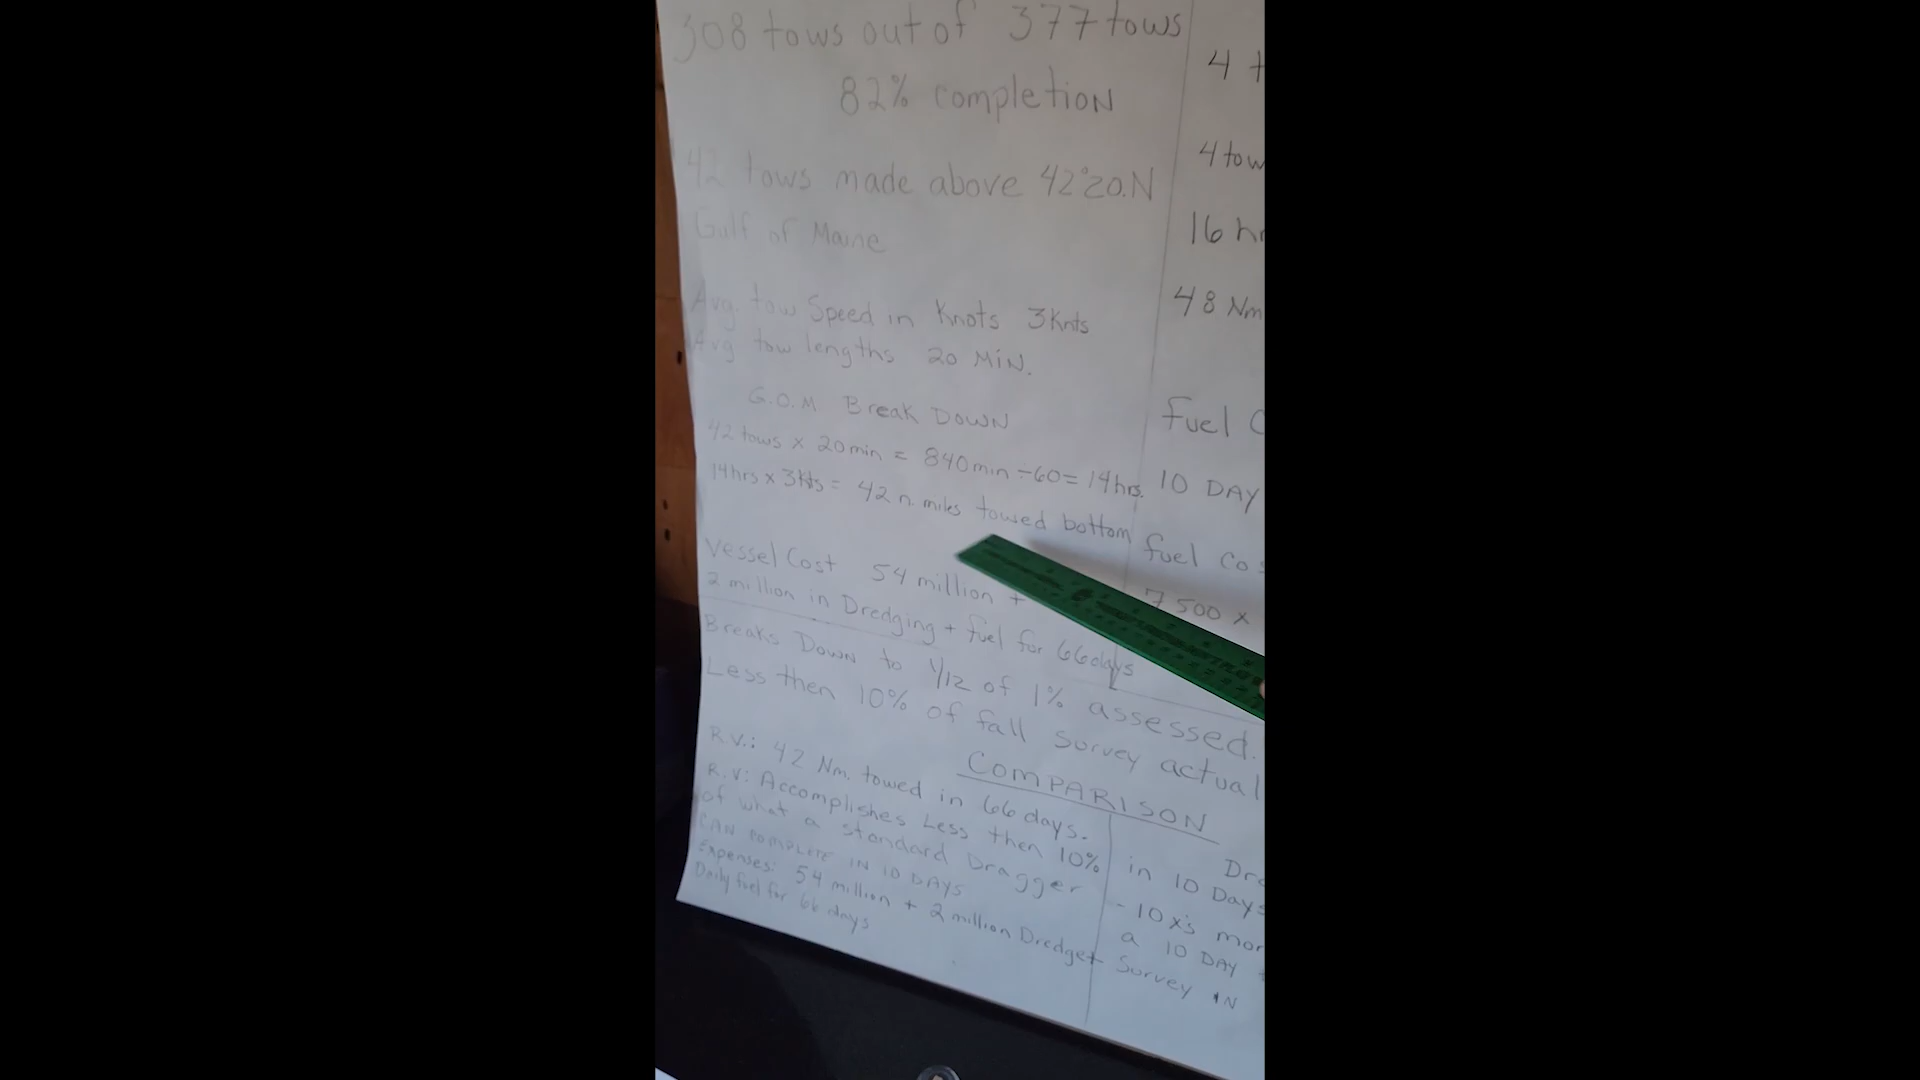 308 tows out of 377 tows
82% completion
42 tows made above 42°20.N
Gulf of Maine
Avg. tow Speed in Knots 3Knts
Avg tow lengths 20 MiN.
G.O.M. Break DowN
42 tows x 20min = 840min ÷60= 14hrs.
14hrs x 3Kts = 42 n. miles towed bottom
Vessel Cost 54 million +
2 million in Dredging + fuel for 66days
Breaks Down to 1/12 of 1% assessed.
Less then 10% of fall survey actual
COMPARISON
R.V.: 42 Nm. towed in 66 days.
R.V: Accomplishes Less then 10%
of what a standard Dragger
CAN complete IN 10 DAYS
Expenses: 54 million + 2 million Dredge+
Daily fuel for 66 days
4
4 tow
16 h
48 Nm
fuel
10 DAY
fuel Co
7500 x
in 10 Days
- 10 x's mor
a 10 DAY
Survey IN